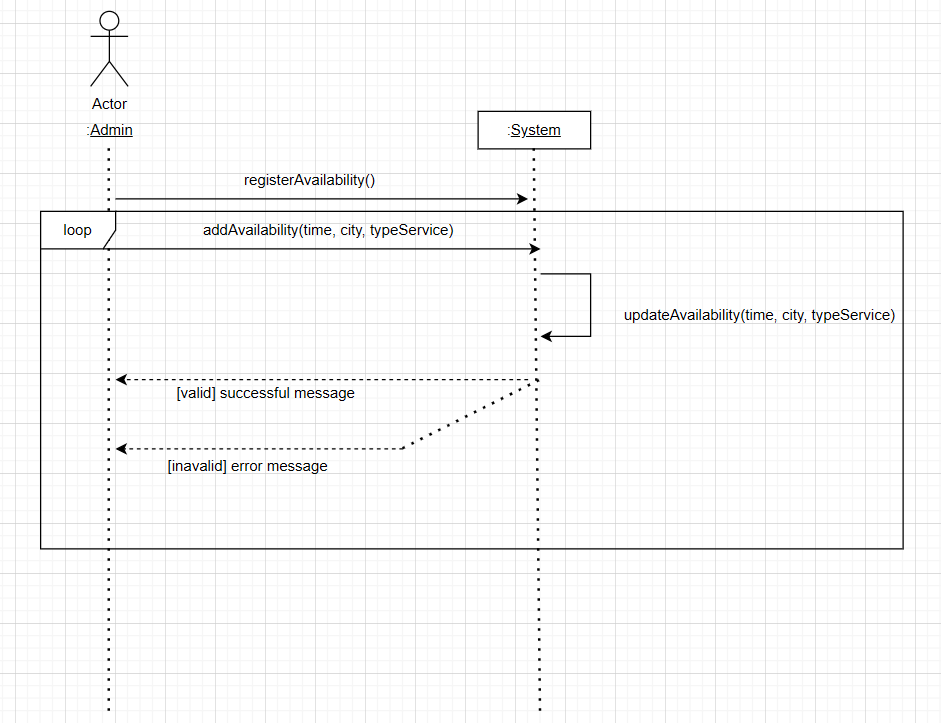 Actor
:Admin
:System
registerAvailability()
loop
addAvailability(time, city, typeService)
updateAvailability(time, city, typeService)
[valid] successful message
[inavalid] error message